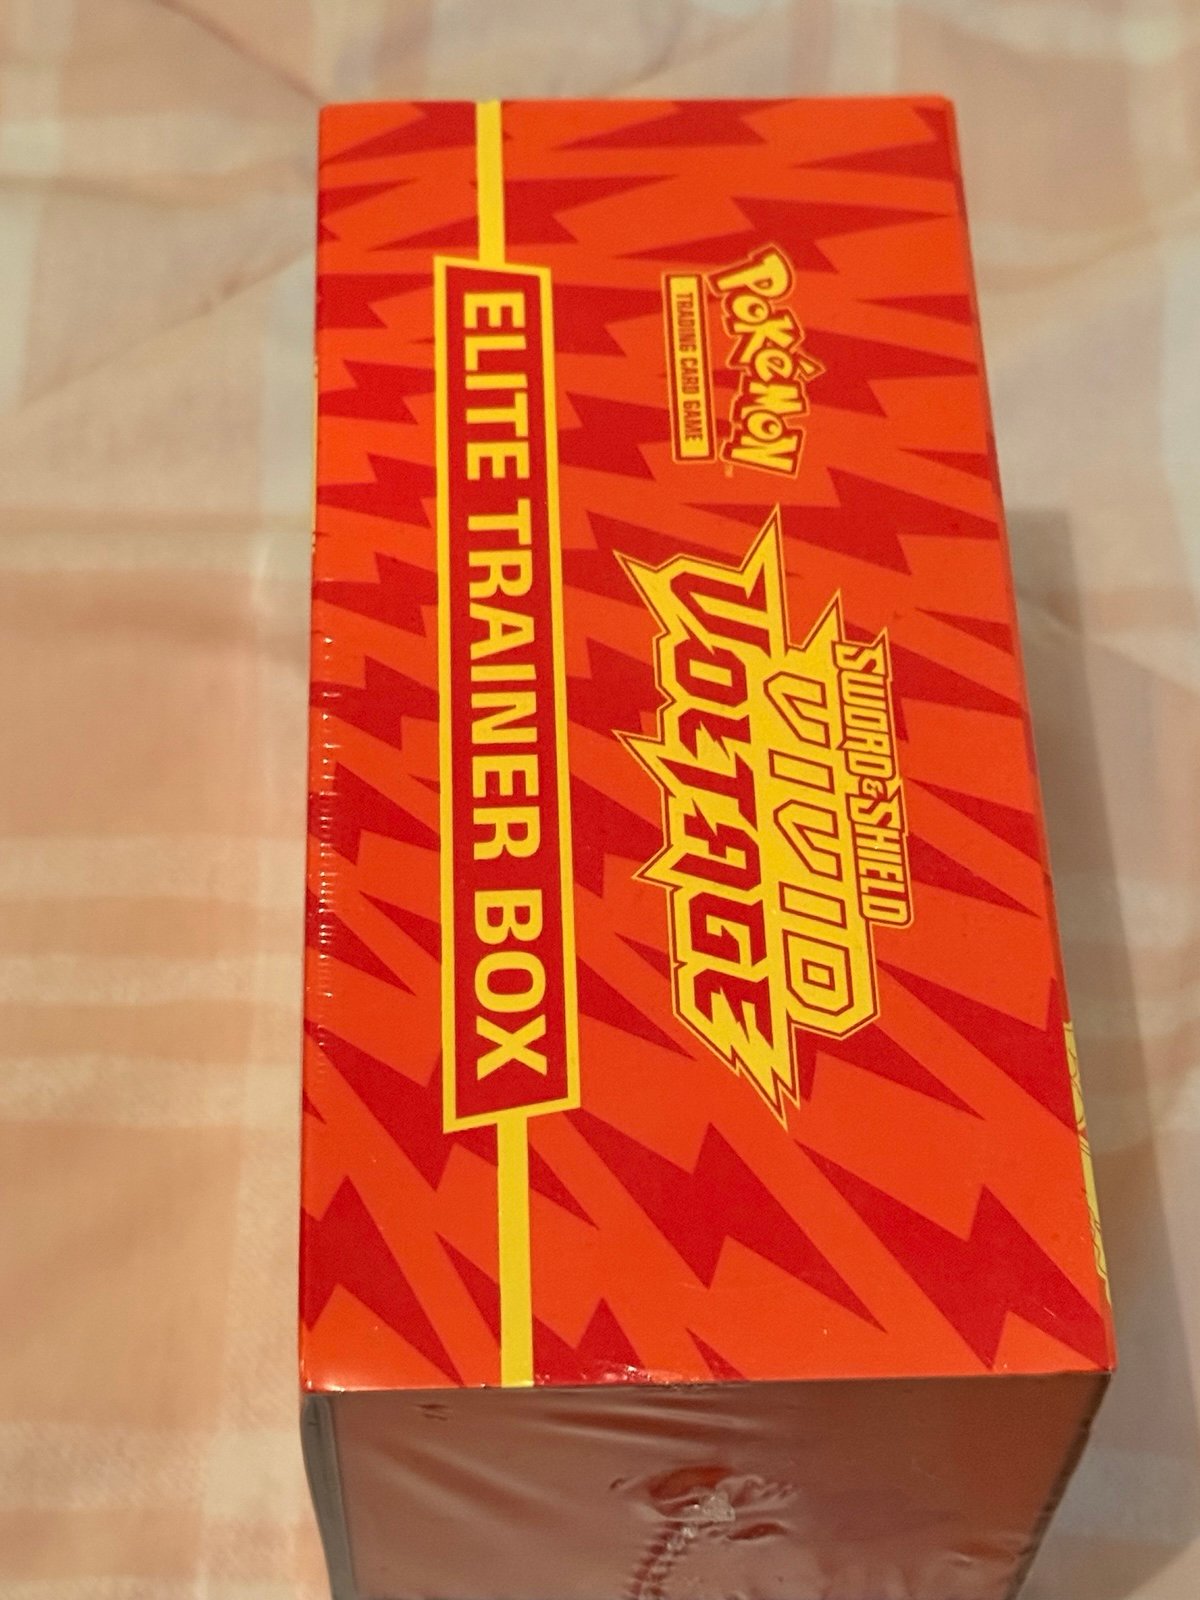 Pokémon
TRADING CARD GAME
SWORD & SHIELD
VIVID
VOLTAGE
ELITE TRAINER BOX